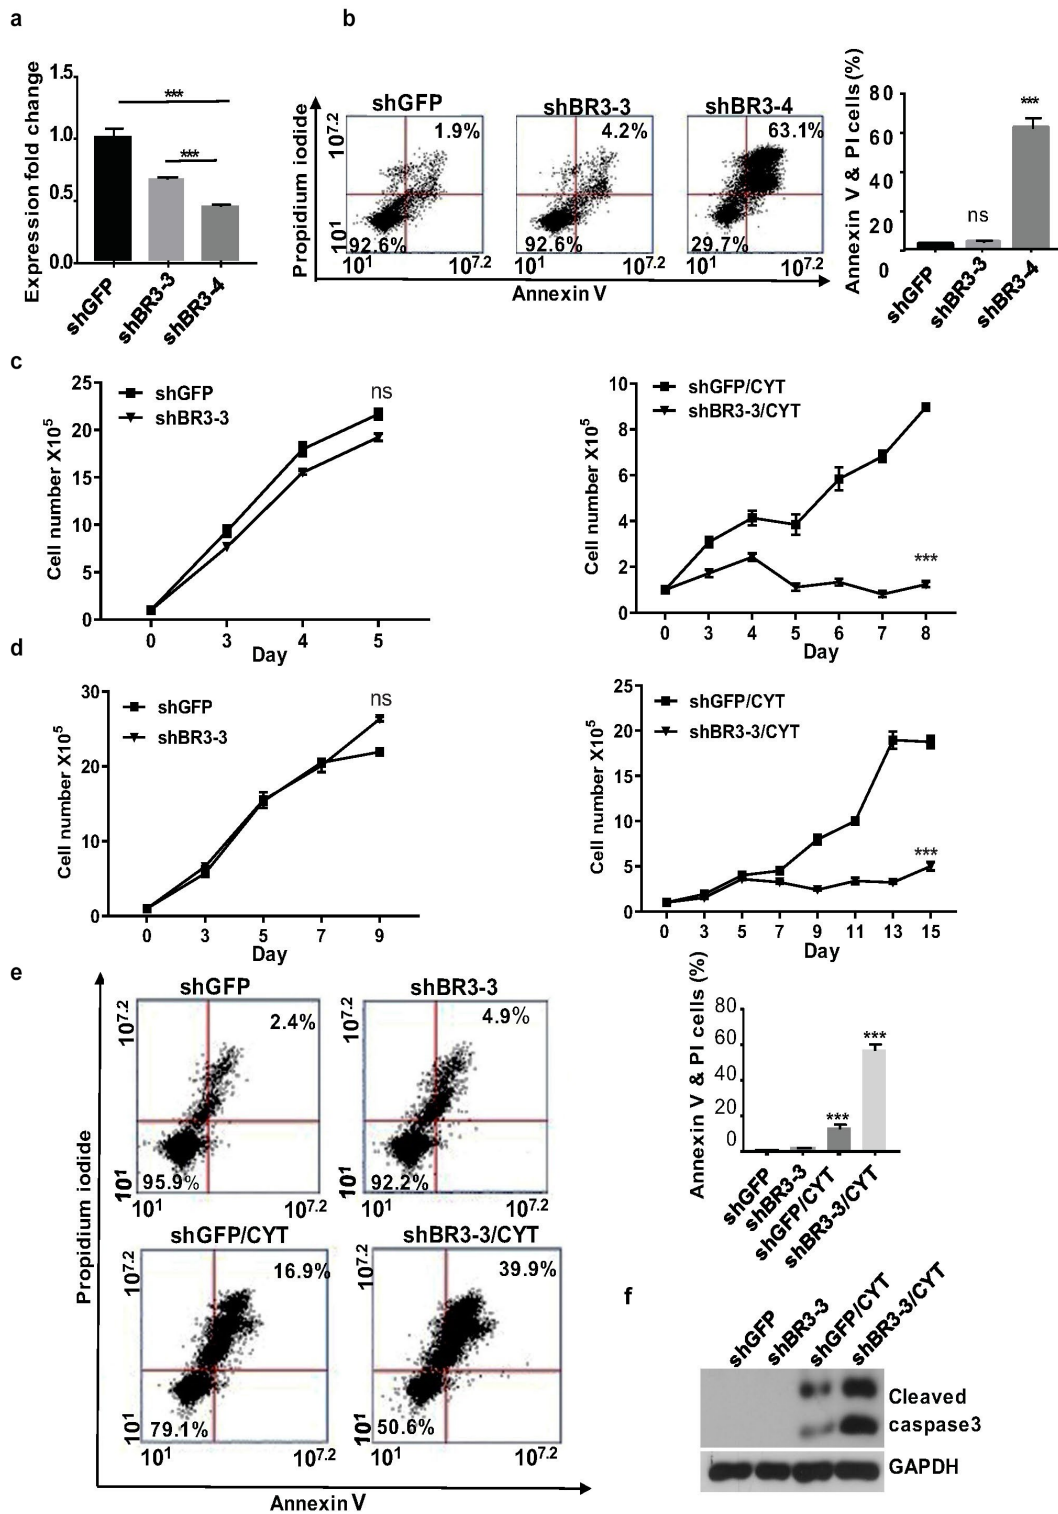 a
Expression fold change
1.5
1.0
0.5
0.0
***
***
shGFP
shBR3-3
shBR3-4
b
Propidium iodide
shGFP
shBR3-3
shBR3-4
10^7.2
10^1
1.9%
92.6%
4.2%
92.6%
63.1%
29.7%
10^1 10^7.2
10^1 10^7.2
10^1 10^7.2
Annexin V
Annexin V & PI cells (%)
80
60
40
20
0
ns
***
shGFP
shBR3-3
shBR3-4
c
Cell number X10^5
25
20
15
10
5
0
shGFP
shBR3-3
ns
0 3 4 5
Day
Cell number X10^5
10
8
6
4
2
0
shGFP/CYT
shBR3-3/CYT
***
0 3 4 5 6 7 8
Day
d
Cell number X10^5
30
20
10
0
shGFP
shBR3-3
ns
0 3 5 7 9
Day
Cell number X10^5
25
20
15
10
5
0
shGFP/CYT
shBR3-3/CYT
***
0 3 5 7 9 11 13 15
Day
e
Propidium iodide
shGFP
10^7.2
10^1
2.4%
95.9%
10^1 10^7.2
shBR3-3
10^7.2
10^1
4.9%
92.2%
10^1 10^7.2
shGFP/CYT
10^7.2
10^1
16.9%
79.1%
10^1 10^7.2
shBR3-3/CYT
10^7.2
10^1
39.9%
50.6%
10^1 10^7.2
Annexin V
Annexin V & PI cells (%)
80
60
40
20
0
***
***
shGFP
shBR3-3
shGFP/CYT
shBR3-3/CYT
f
shGFP
shBR3-3
shGFP/CYT
shBR3-3/CYT
Cleaved
caspase3
GAPDH